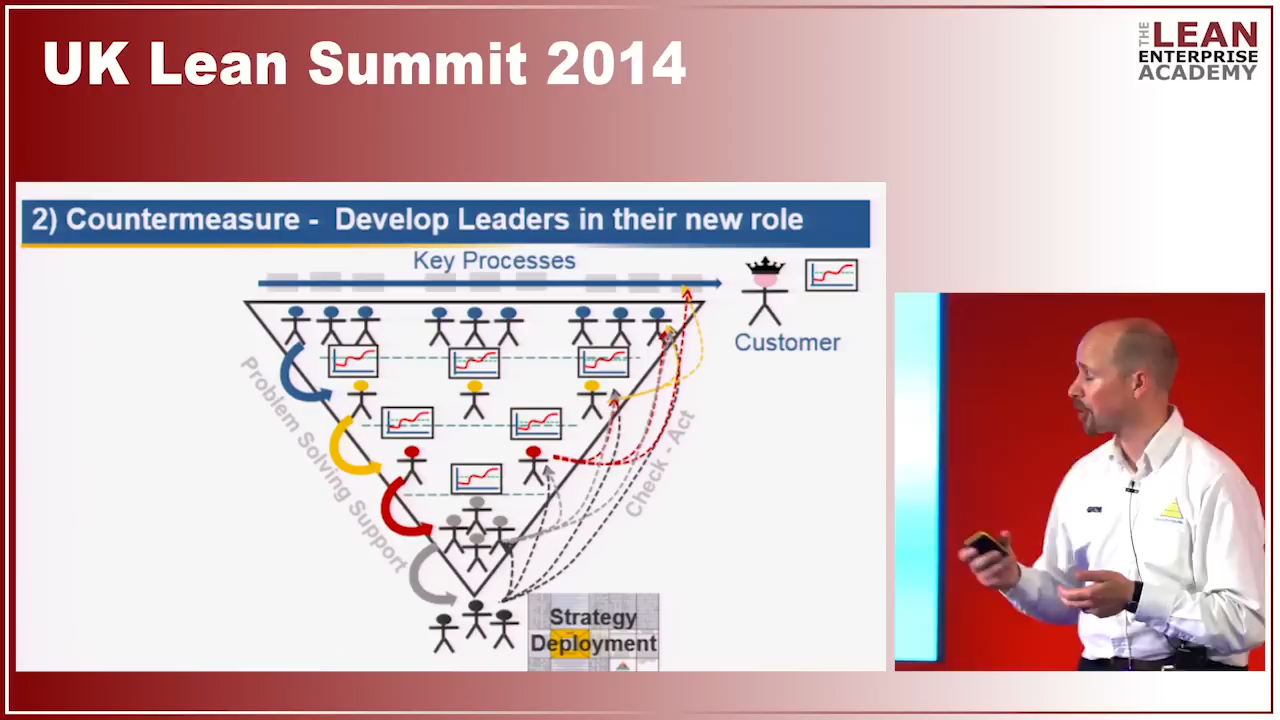 UK Lean Summit 2014
THE LEAN
ENTERPRISE
ACADEMY
2) Countermeasure - Develop Leaders in their new role
Key Processes
Customer
Problem Solving Support
Check - Act
Strategy
Deployment